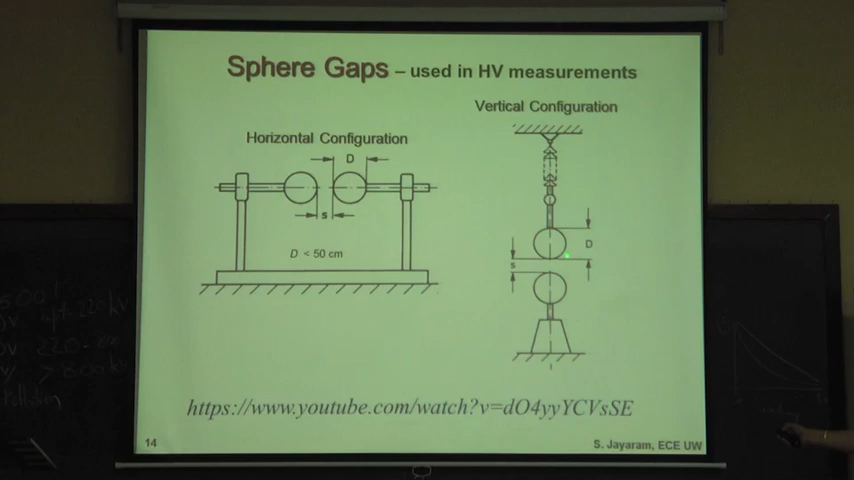 Sphere Gaps – used in HV measurements
Vertical Configuration
Horizontal Configuration
D
s
D < 50 cm
D
s
https://www.youtube.com/watch?v=dO4yyYCVsSE
14
S. Jayaram, ECE UW